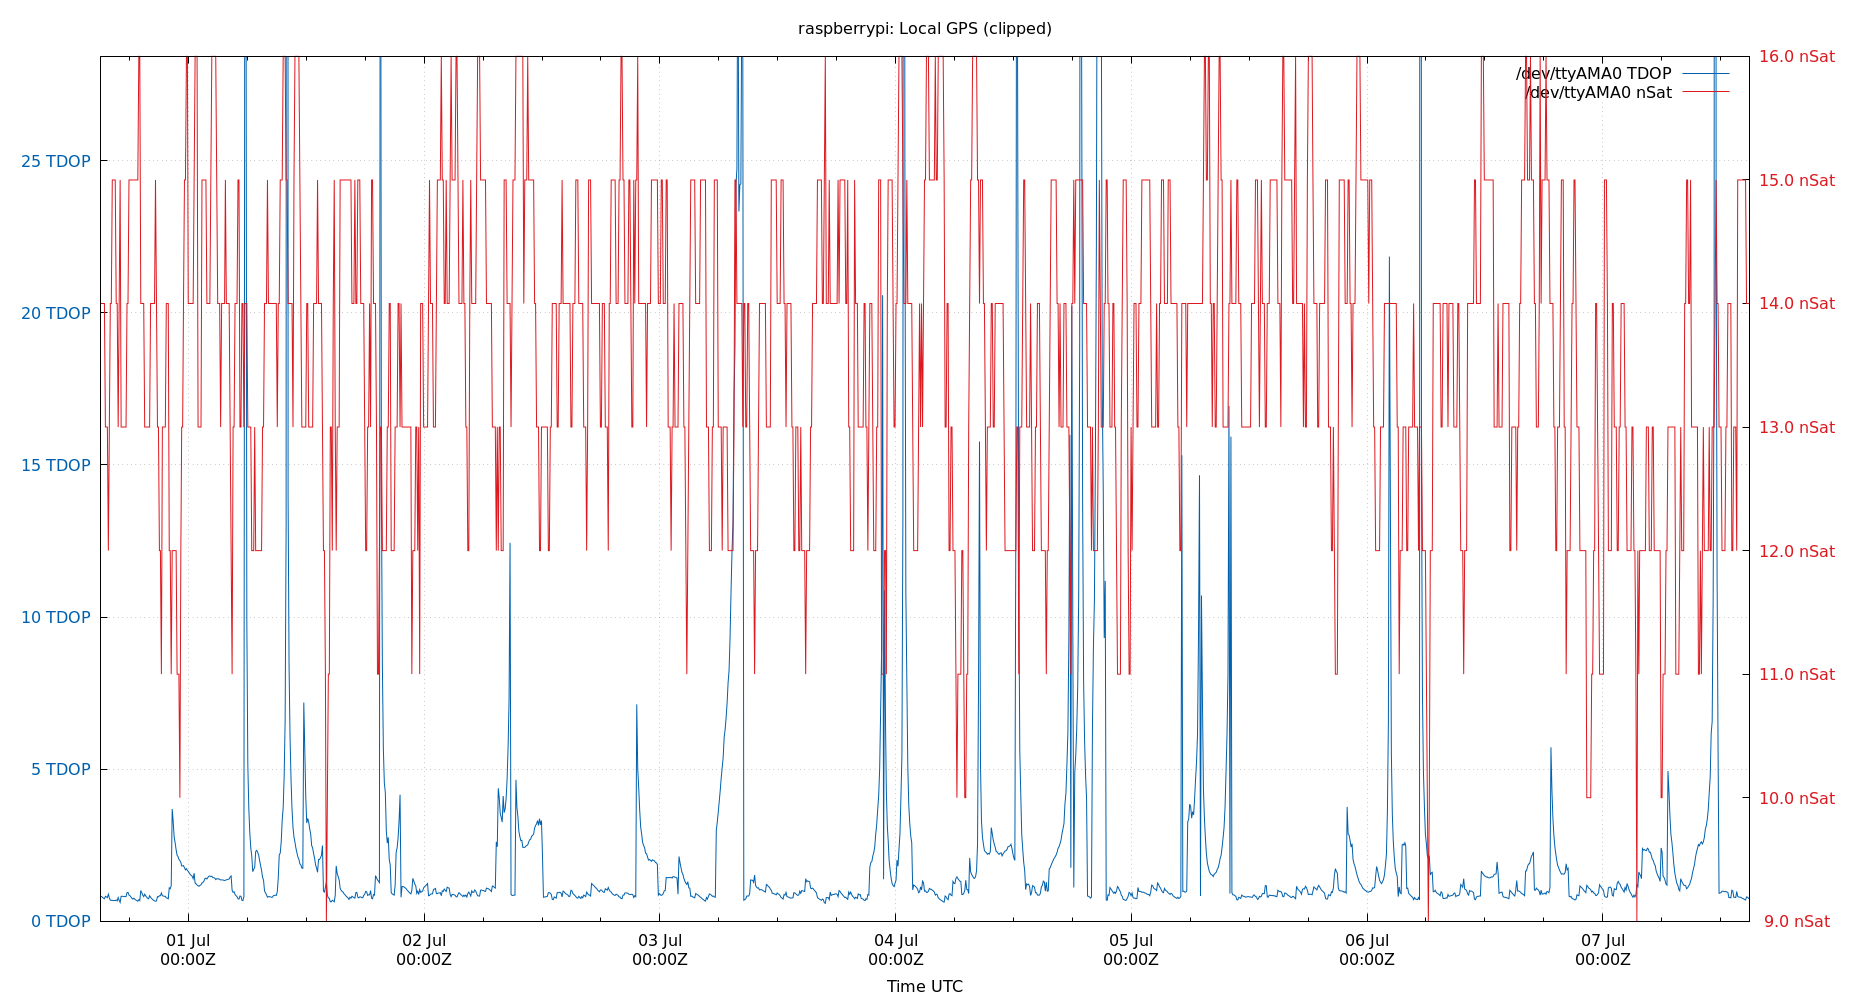 raspberrypi: Local GPS (clipped)
/dev/ttyAMA0 TDOP
/dev/ttyAMA0 nSat
25 TDOP
20 TDOP
15 TDOP
10 TDOP
5 TDOP
0 TDOP
16.0 nSat
15.0 nSat
14.0 nSat
13.0 nSat
12.0 nSat
11.0 nSat
10.0 nSat
9.0 nSat
01 Jul
00:00Z
02 Jul
00:00Z
03 Jul
00:00Z
04 Jul
00:00Z
05 Jul
00:00Z
06 Jul
00:00Z
07 Jul
00:00Z
Time UTC